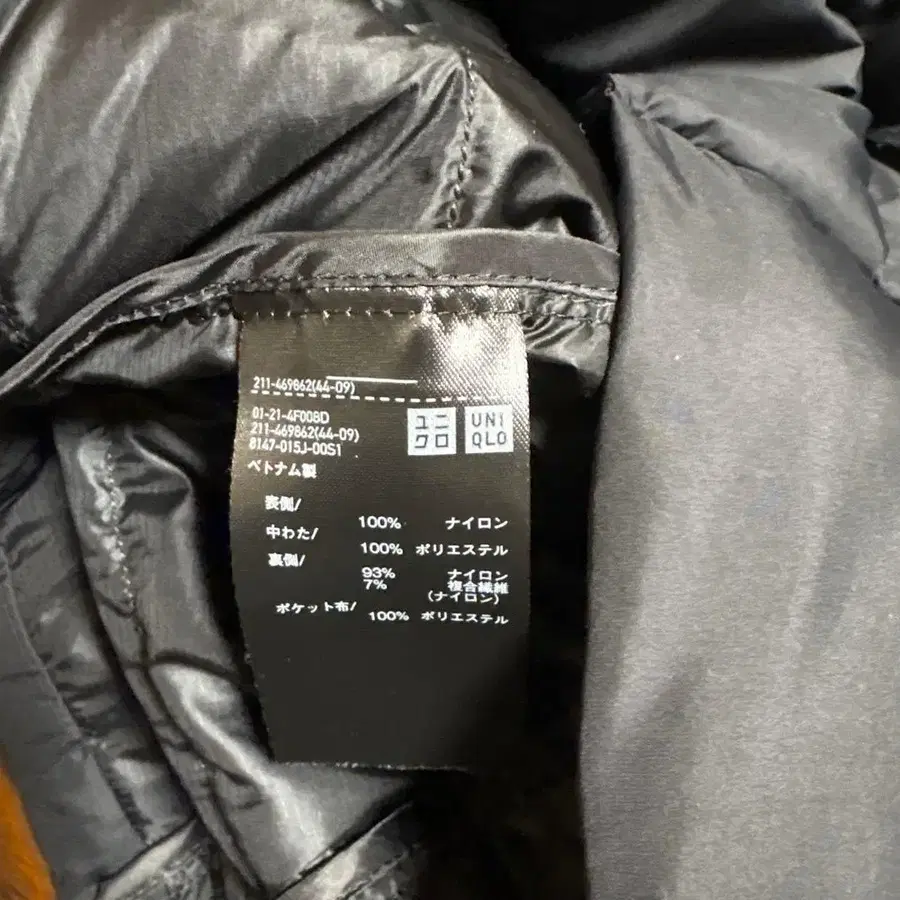 211-469862(44-09)
01-21-4F008D
211-469862(44-09)
8147-015J-00S1
ユニクロ
UNIQLO
ベトナム製
表側/
100% ナイロン
中わた/
100% ポリエステル
裏側/
93% ナイロン
7% 複合繊維
(ナイロン)
ポケット布/
100% ポリエステル